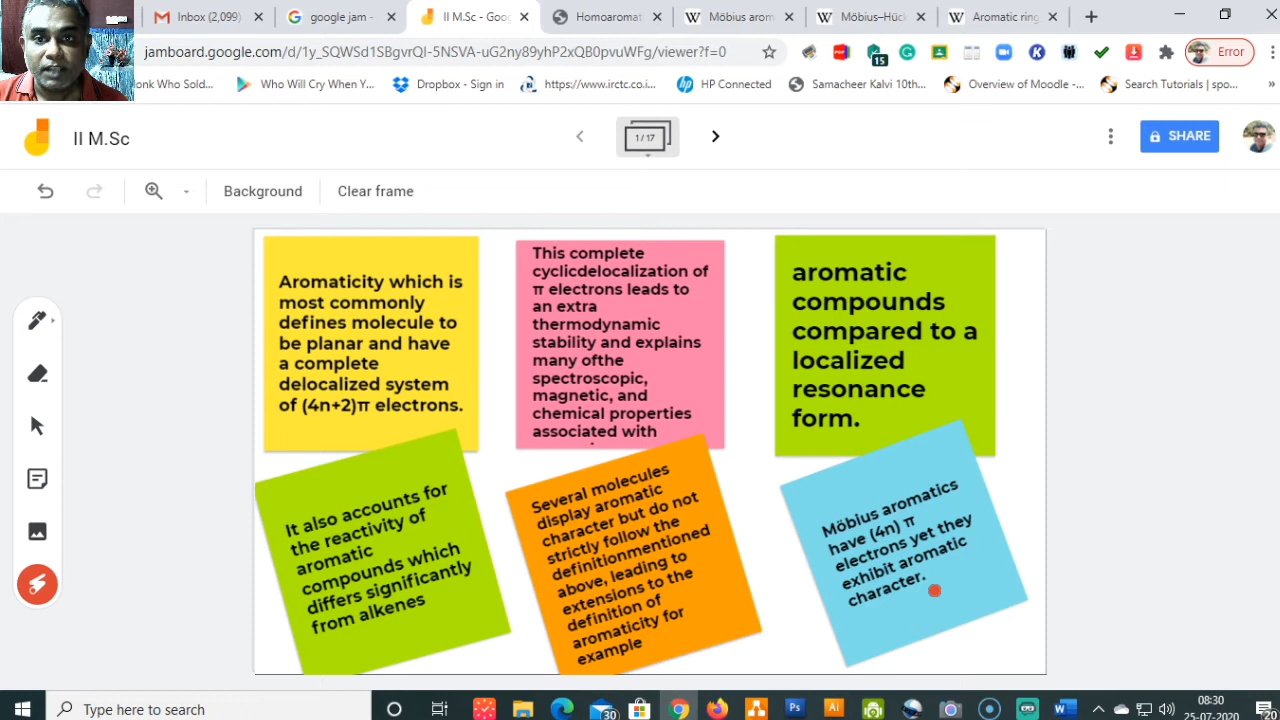 Inbox (2,099)
google jam -
II M.Sc - Goo
Homoaromat
Möbius arom
Möbius–Hück
Aromatic ring
jamboard.google.com/d/1y_SQWSd1SBgvrQI-5NSVA-uG2ny89yhP2xQB0pvuWFg/viewer?f=0
15
Error
onk Who Sold...
Who Will Cry When Y...
Dropbox - Sign in
https://www.irctc.co.i...
HP Connected
Samacheer Kalvi 10th...
Overview of Moodle -...
Search Tutorials | spo...
»
II M.Sc
1 / 17
SHARE
Background
Clear frame
Aromaticity which is
most commonly
defines molecule to
be planar and have
a complete
delocalized system
of (4n+2)π electrons.
This complete
cyclicdelocalization of
π electrons leads to
an extra
thermodynamic
stability and explains
many ofthe
spectroscopic,
magnetic, and
chemical properties
associated with
aromatic
compounds
compared to a
localized
resonance
form.
It also accounts for
the reactivity of
aromatic
compounds which
differs significantly
from alkenes
Several molecules
display aromatic
character but do not
strictly follow the
definitionmentioned
above, leading to
extensions to the
definition of
aromaticity for
example
Möbius aromatics
have (4n) π
electrons yet they
exhibit aromatic
character.
Type here to search
30
Ps
Ai
08:30
25-07-2020